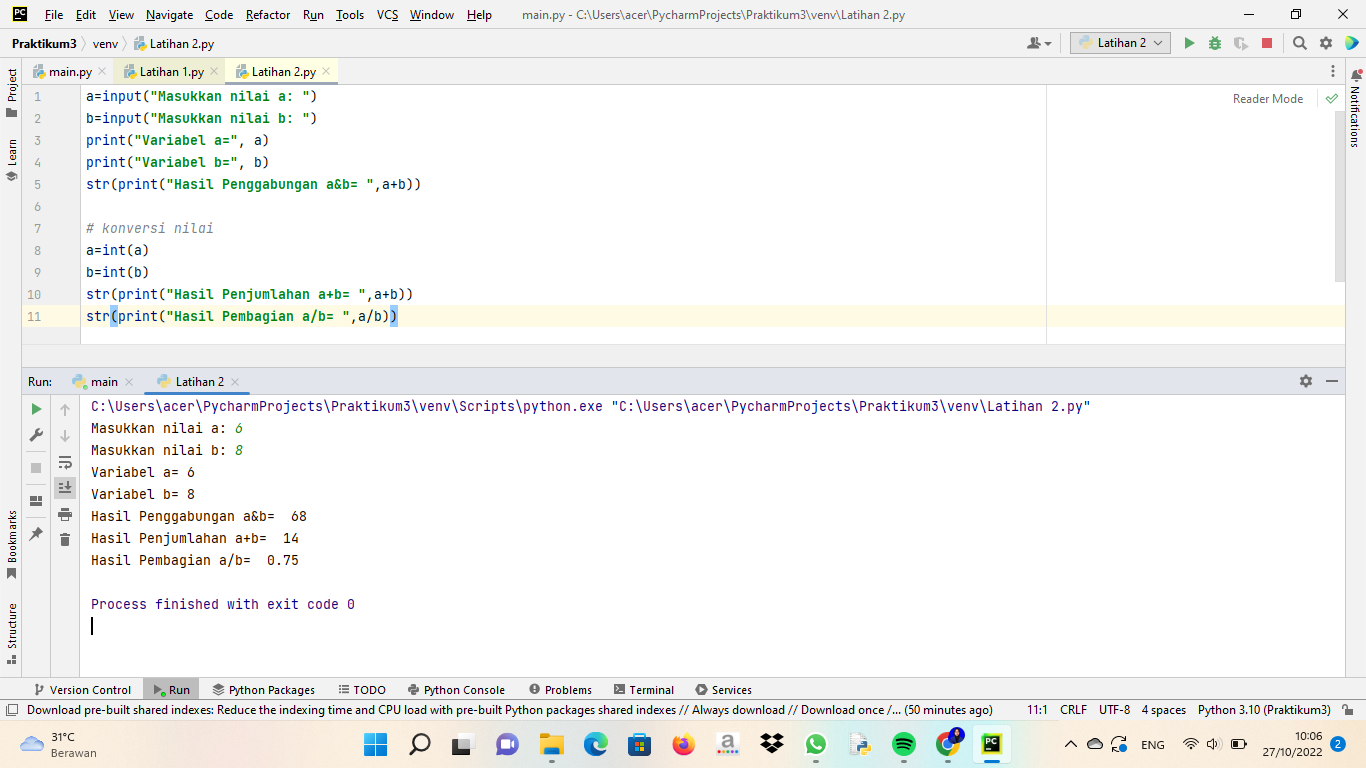 PC File Edit View Navigate Code Refactor Run Tools VCS Window Help main.py - C:\Users\acer\PycharmProjects\Praktikum3\venv\Latihan 2.py
Praktikum3 venv Latihan 2.py Latihan 2
main.py Latihan 1.py Latihan 2.py
Project
Learn
Bookmarks
Structure
Notifications
Reader Mode
1 a=input("Masukkan nilai a: ")
2 b=input("Masukkan nilai b: ")
3 print("Variabel a=", a)
4 print("Variabel b=", b)
5 str(print("Hasil Penggabungan a&b= ",a+b))
6
7 # konversi nilai
8 a=int(a)
9 b=int(b)
10 str(print("Hasil Penjumlahan a+b= ",a+b))
11 str(print("Hasil Pembagian a/b= ",a/b))
Run: main Latihan 2
C:\Users\acer\PycharmProjects\Praktikum3\venv\Scripts\python.exe "C:\Users\acer\PycharmProjects\Praktikum3\venv\Latihan 2.py"
Masukkan nilai a: 6
Masukkan nilai b: 8
Variabel a= 6
Variabel b= 8
Hasil Penggabungan a&b=  68
Hasil Penjumlahan a+b=  14
Hasil Pembagian a/b=  0.75
Process finished with exit code 0
Version Control Run Python Packages TODO Python Console Problems Terminal Services
Download pre-built shared indexes: Reduce the indexing time and CPU load with pre-built Python packages shared indexes // Always download // Download once /... (50 minutes ago) 11:1 CRLF UTF-8 4 spaces Python 3.10 (Praktikum3)
31°C
Berawan
a
PC
ENG
10:06
27/10/2022
2